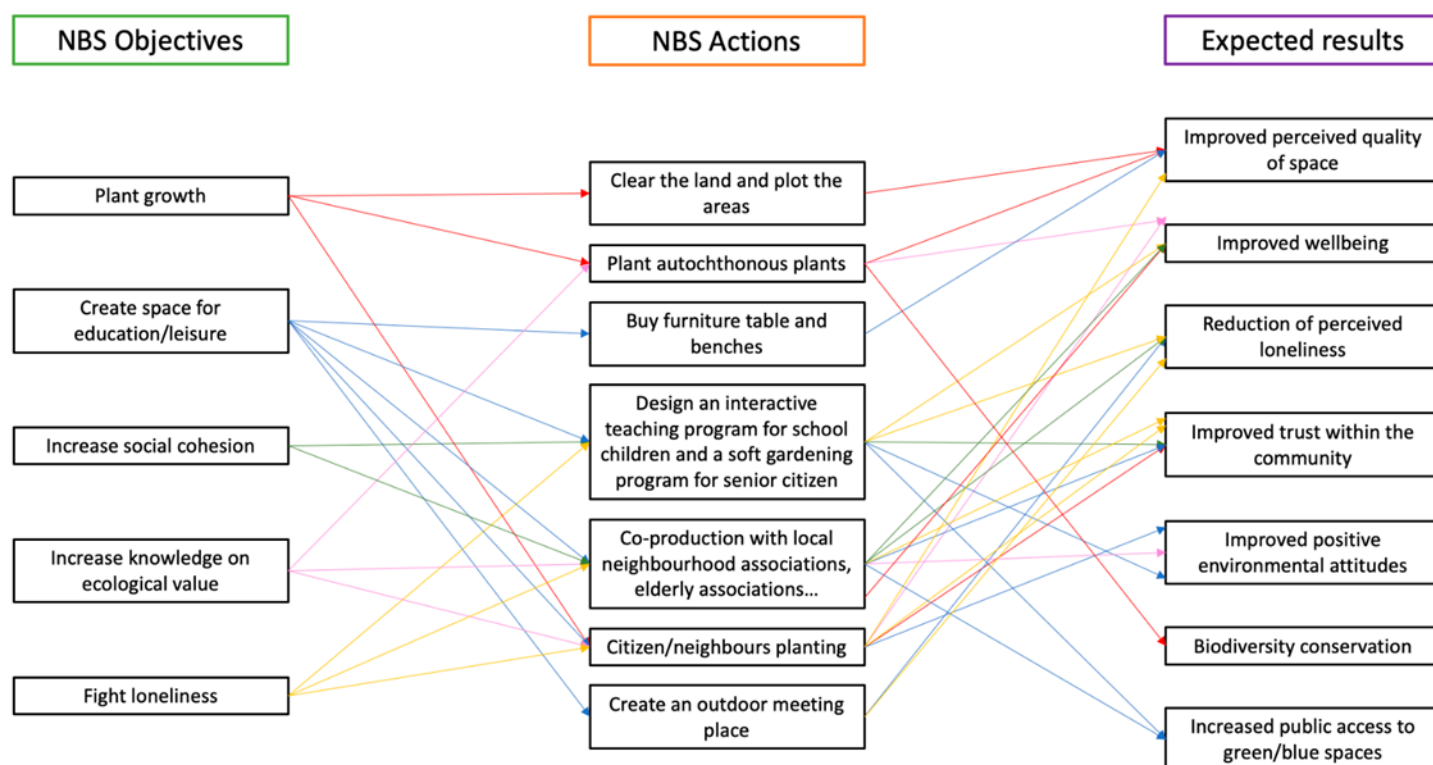 NBS Objectives
NBS Actions
Expected results
Plant growth
Create space for
education/leisure
Increase social cohesion
Increase knowledge on
ecological value
Fight loneliness
Clear the land and plot the
areas
Plant autochthonous plants
Buy furniture table and
benches
Design an interactive
teaching program for school
children and a soft gardening
program for senior citizen
Co-production with local
neighbourhood associations,
elderly associations...
Citizen/neighbours planting
Create an outdoor meeting
place
Improved perceived quality
of space
Improved wellbeing
Reduction of perceived
loneliness
Improved trust within the
community
Improved positive
environmental attitudes
Biodiversity conservation
Increased public access to
green/blue spaces